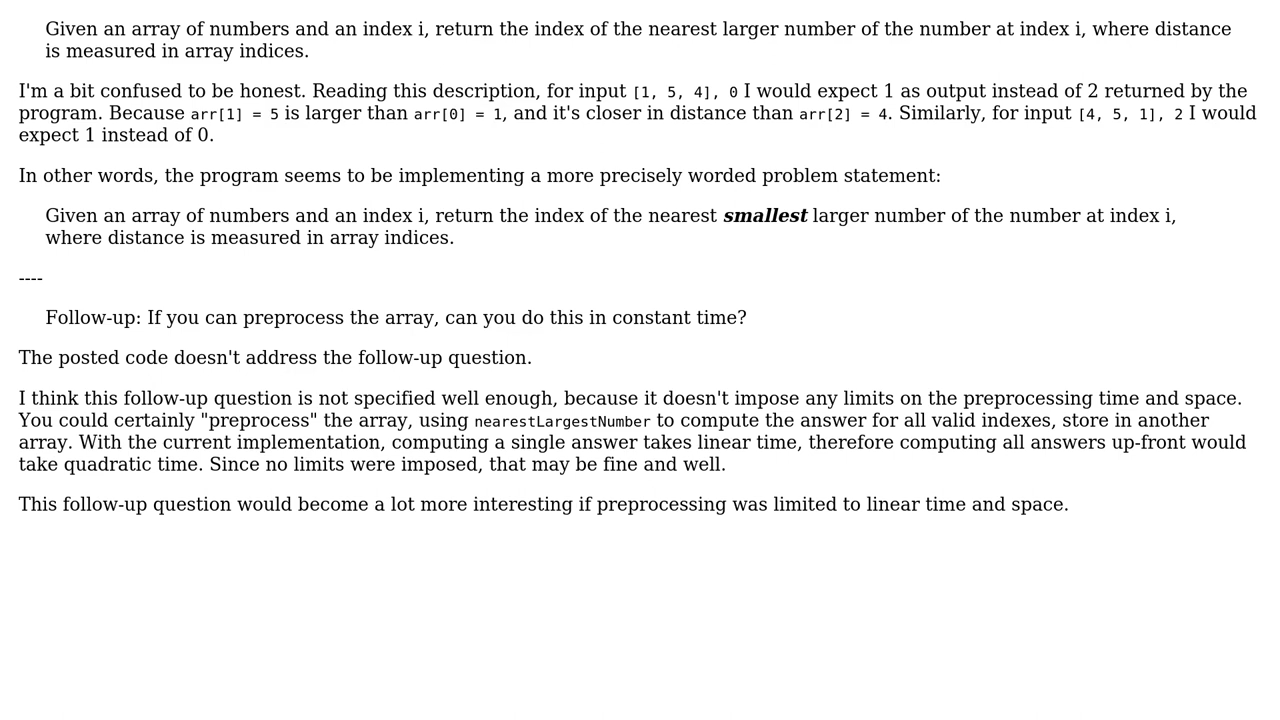 Given an array of numbers and an index i, return the index of the nearest larger number of the number at index i, where distance
is measured in array indices.
I'm a bit confused to be honest. Reading this description, for input [1, 5, 4], 0 I would expect 1 as output instead of 2 returned by the
program. Because arr[1] = 5 is larger than arr[0] = 1, and it's closer in distance than arr[2] = 4. Similarly, for input [4, 5, 1], 2 I would
expect 1 instead of 0.
In other words, the program seems to be implementing a more precisely worded problem statement:
Given an array of numbers and an index i, return the index of the nearest smallest larger number of the number at index i,
where distance is measured in array indices.
----
Follow-up: If you can preprocess the array, can you do this in constant time?
The posted code doesn't address the follow-up question.
I think this follow-up question is not specified well enough, because it doesn't impose any limits on the preprocessing time and space.
You could certainly "preprocess" the array, using nearestLargestNumber to compute the answer for all valid indexes, store in another
array. With the current implementation, computing a single answer takes linear time, therefore computing all answers up-front would
take quadratic time. Since no limits were imposed, that may be fine and well.
This follow-up question would become a lot more interesting if preprocessing was limited to linear time and space.